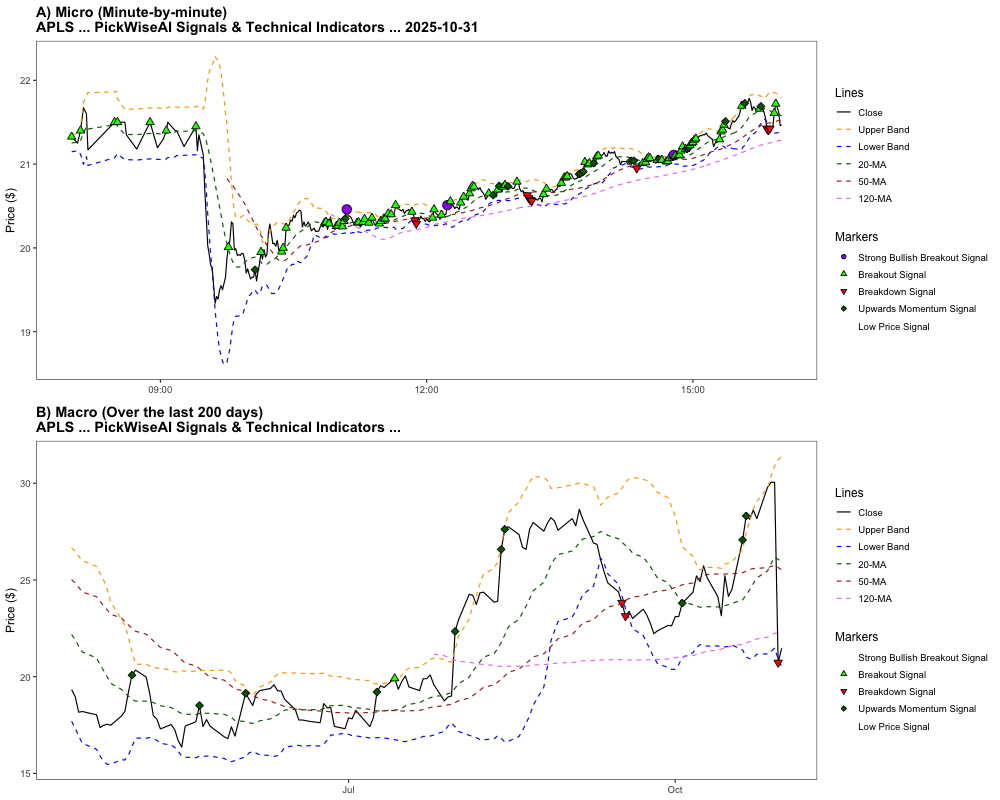 A) Micro (Minute-by-minute)
APLS ... PickWiseAI Signals & Technical Indicators ... 2025-10-31
Price ($)
22
21
20
19
09:00
12:00
15:00
Lines
Close
Upper Band
Lower Band
20-MA
50-MA
120-MA
Markers
Strong Bullish Breakout Signal
Breakout Signal
Breakdown Signal
Upwards Momentum Signal
Low Price Signal
B) Macro (Over the last 200 days)
APLS ... PickWiseAI Signals & Technical Indicators ...
Price ($)
30
25
20
15
Jul
Oct
Lines
Close
Upper Band
Lower Band
20-MA
50-MA
120-MA
Markers
Strong Bullish Breakout Signal
Breakout Signal
Breakdown Signal
Upwards Momentum Signal
Low Price Signal